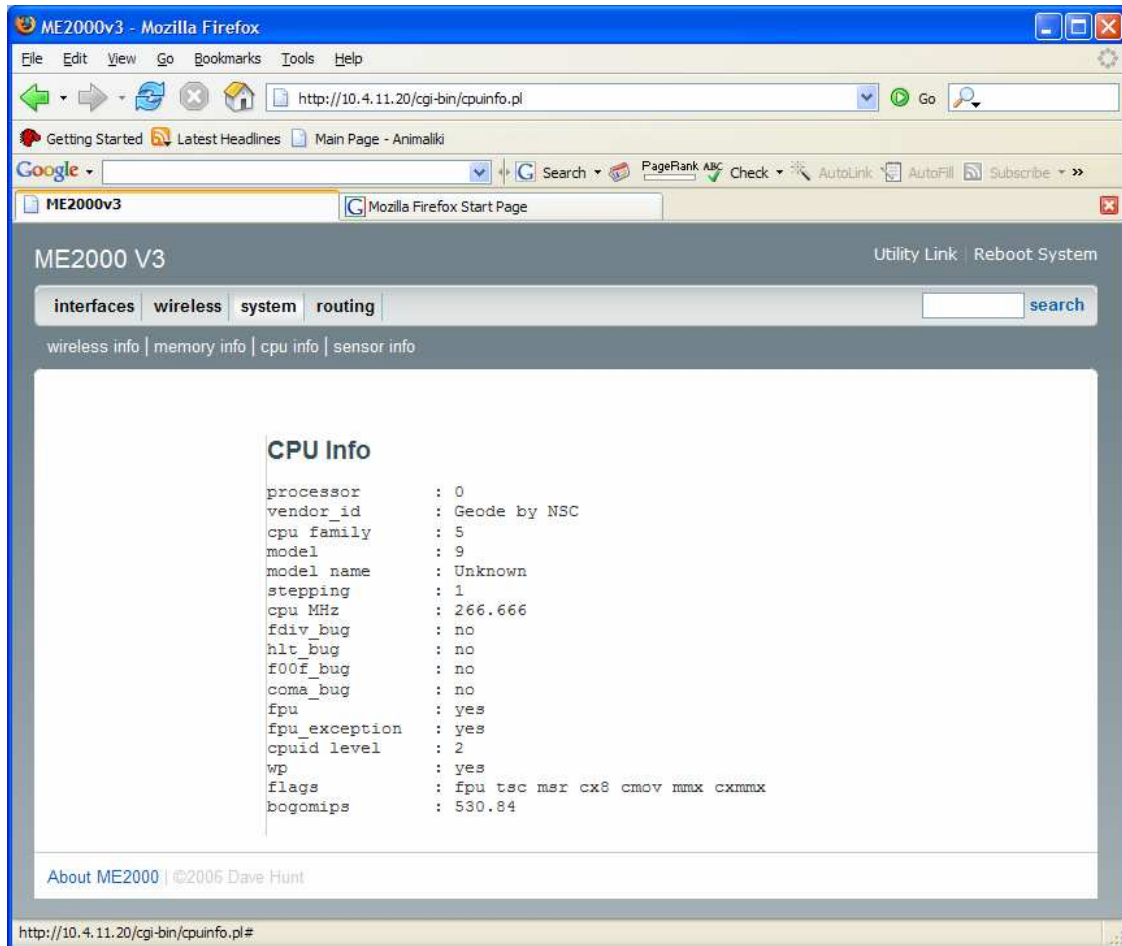 ME2000v3 - Mozilla Firefox
File Edit View Go Bookmarks Tools Help
http://10.4.11.20/cgi-bin/cpuinfo.pl Go
Getting Started Latest Headlines Main Page - Animaliki
Google Search PageRank ABC Check AutoLink AutoFill Subscribe
ME2000v3 G Mozilla Firefox Start Page
ME2000 V3 Utility Link | Reboot System
interfaces wireless system routing search
wireless info | memory info | cpu info | sensor info
CPU Info
processor : 0
vendor_id : Geode by NSC
cpu family : 5
model : 9
model name : Unknown
stepping : 1
cpu MHz : 266.666
fdiv_bug : no
hlt_bug : no
f00f_bug : no
coma_bug : no
fpu : yes
fpu_exception : yes
cpuid level : 2
wp : yes
flags : fpu tsc msr cx8 cmov mmx cxmmx
bogomips : 530.84
About ME2000 | ©2006 Dave Hunt
http://10.4.11.20/cgi-bin/cpuinfo.pl#